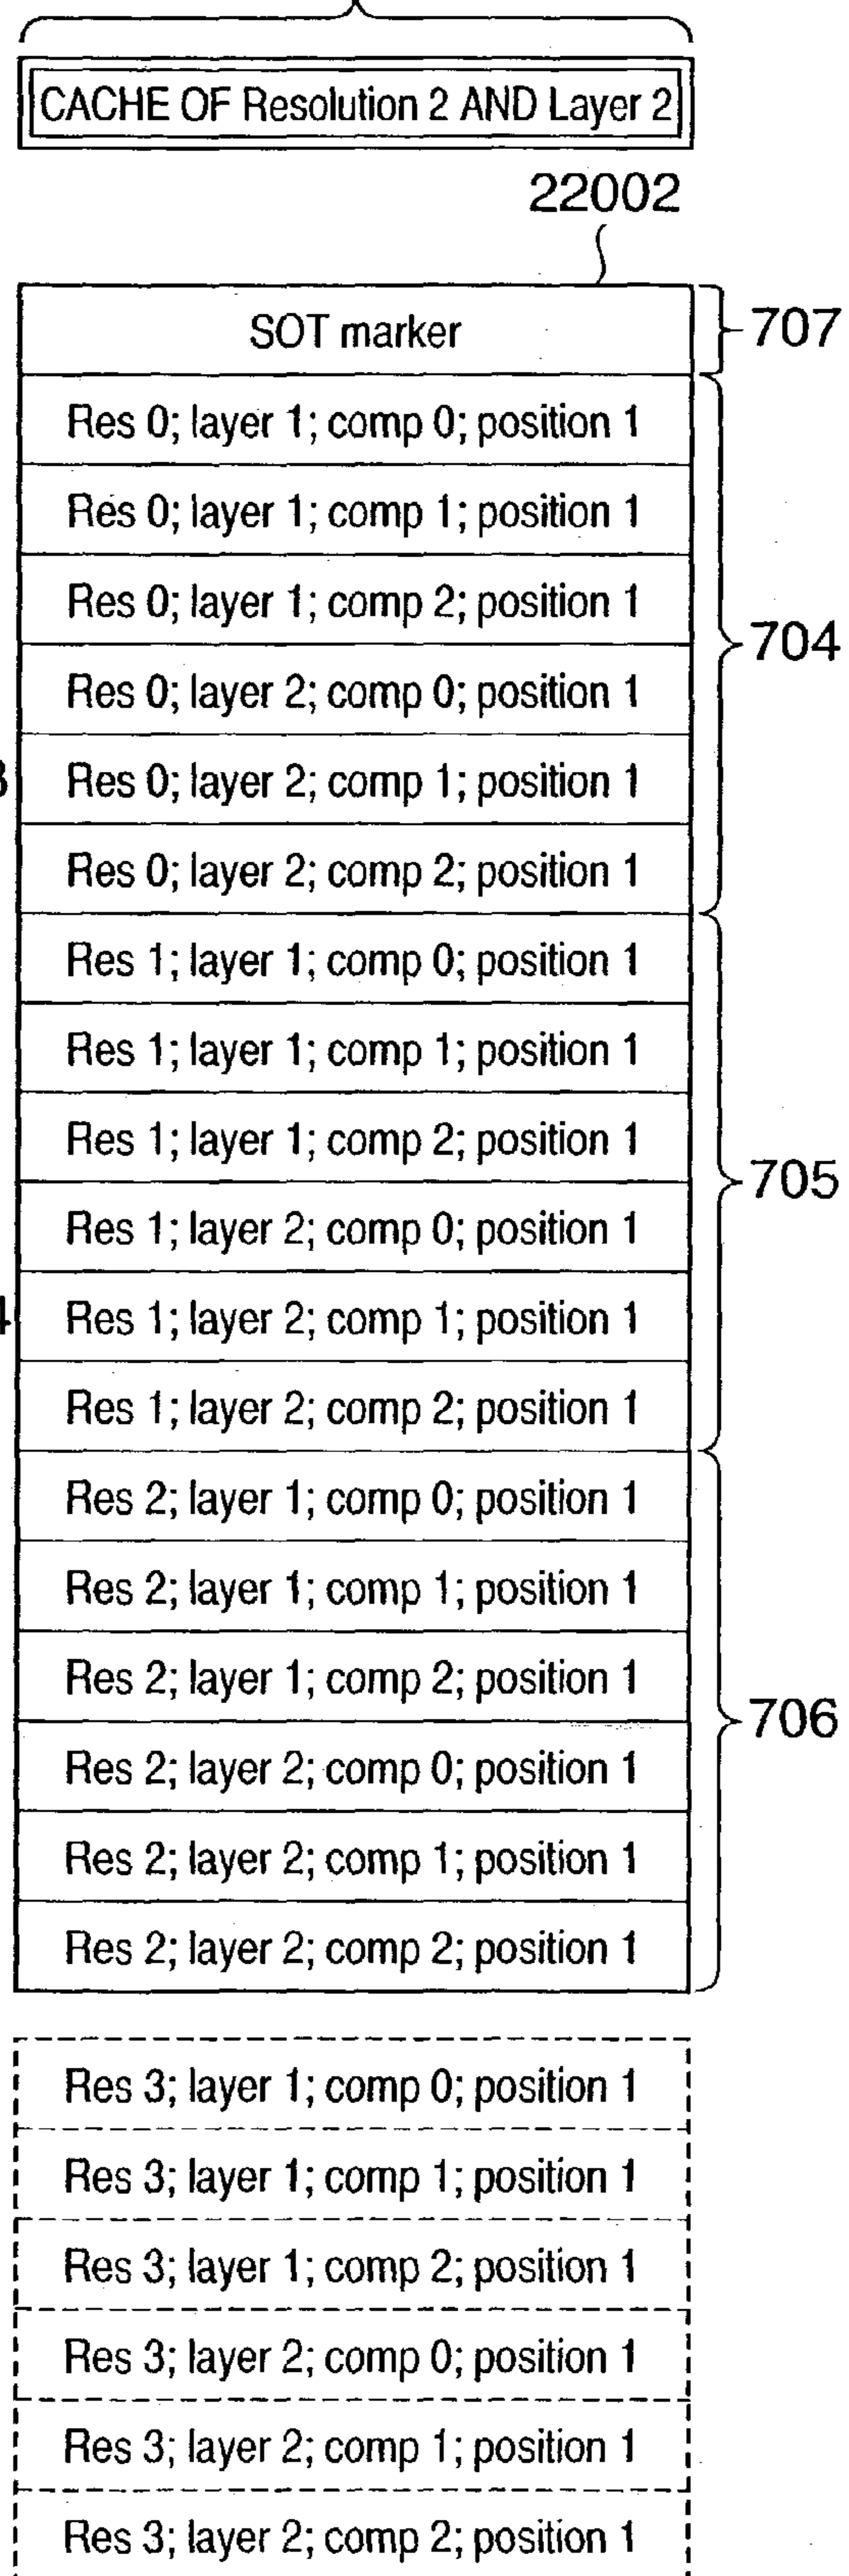 CACHE OF Resolution 2 AND Layer 2
22002
SOT marker
707
Res 0; layer 1; comp 0; position 1
Res 0; layer 1; comp 1; position 1
Res 0; layer 1; comp 2; position 1
704
Res 0; layer 2; comp 0; position 1
Res 0; layer 2; comp 1; position 1
Res 0; layer 2; comp 2; position 1
Res 1; layer 1; comp 0; position 1
Res 1; layer 1; comp 1; position 1
Res 1; layer 1; comp 2; position 1
705
Res 1; layer 2; comp 0; position 1
4
Res 1; layer 2; comp 1; position 1
Res 1; layer 2; comp 2; position 1
Res 2; layer 1; comp 0; position 1
Res 2; layer 1; comp 1; position 1
Res 2; layer 1; comp 2; position 1
706
Res 2; layer 2; comp 0; position 1
Res 2; layer 2; comp 1; position 1
Res 2; layer 2; comp 2; position 1
Res 3; layer 1; comp 0; position 1
Res 3; layer 1; comp 1; position 1
Res 3; layer 1; comp 2; position 1
Res 3; layer 2; comp 0; position 1
Res 3; layer 2; comp 1; position 1
Res 3; layer 2; comp 2; position 1